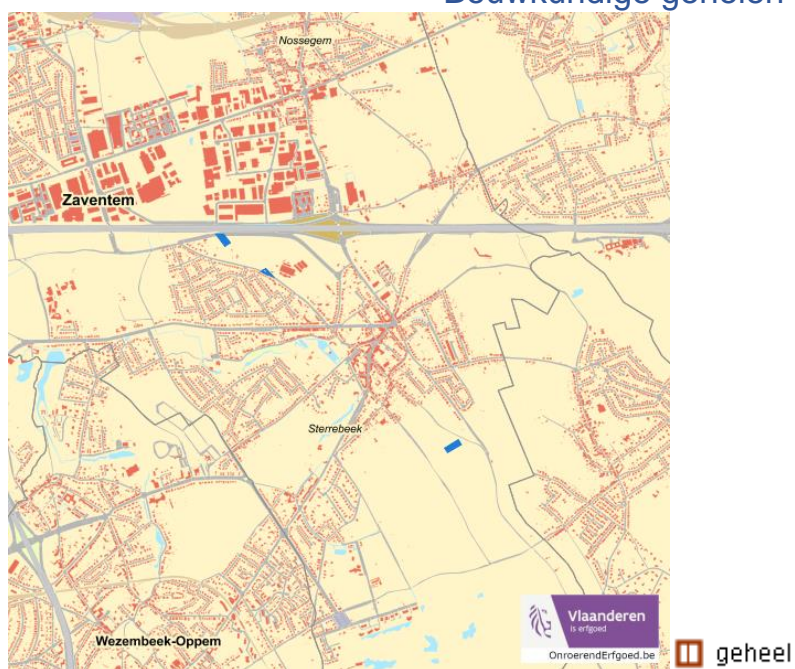 Bouwkundige gehelen
Nossegem
Zaventem
Sterrebeek
Wezembeek-Oppem
Vlaanderen
is erfgoed
OnroerendErfgoed.be
geheel